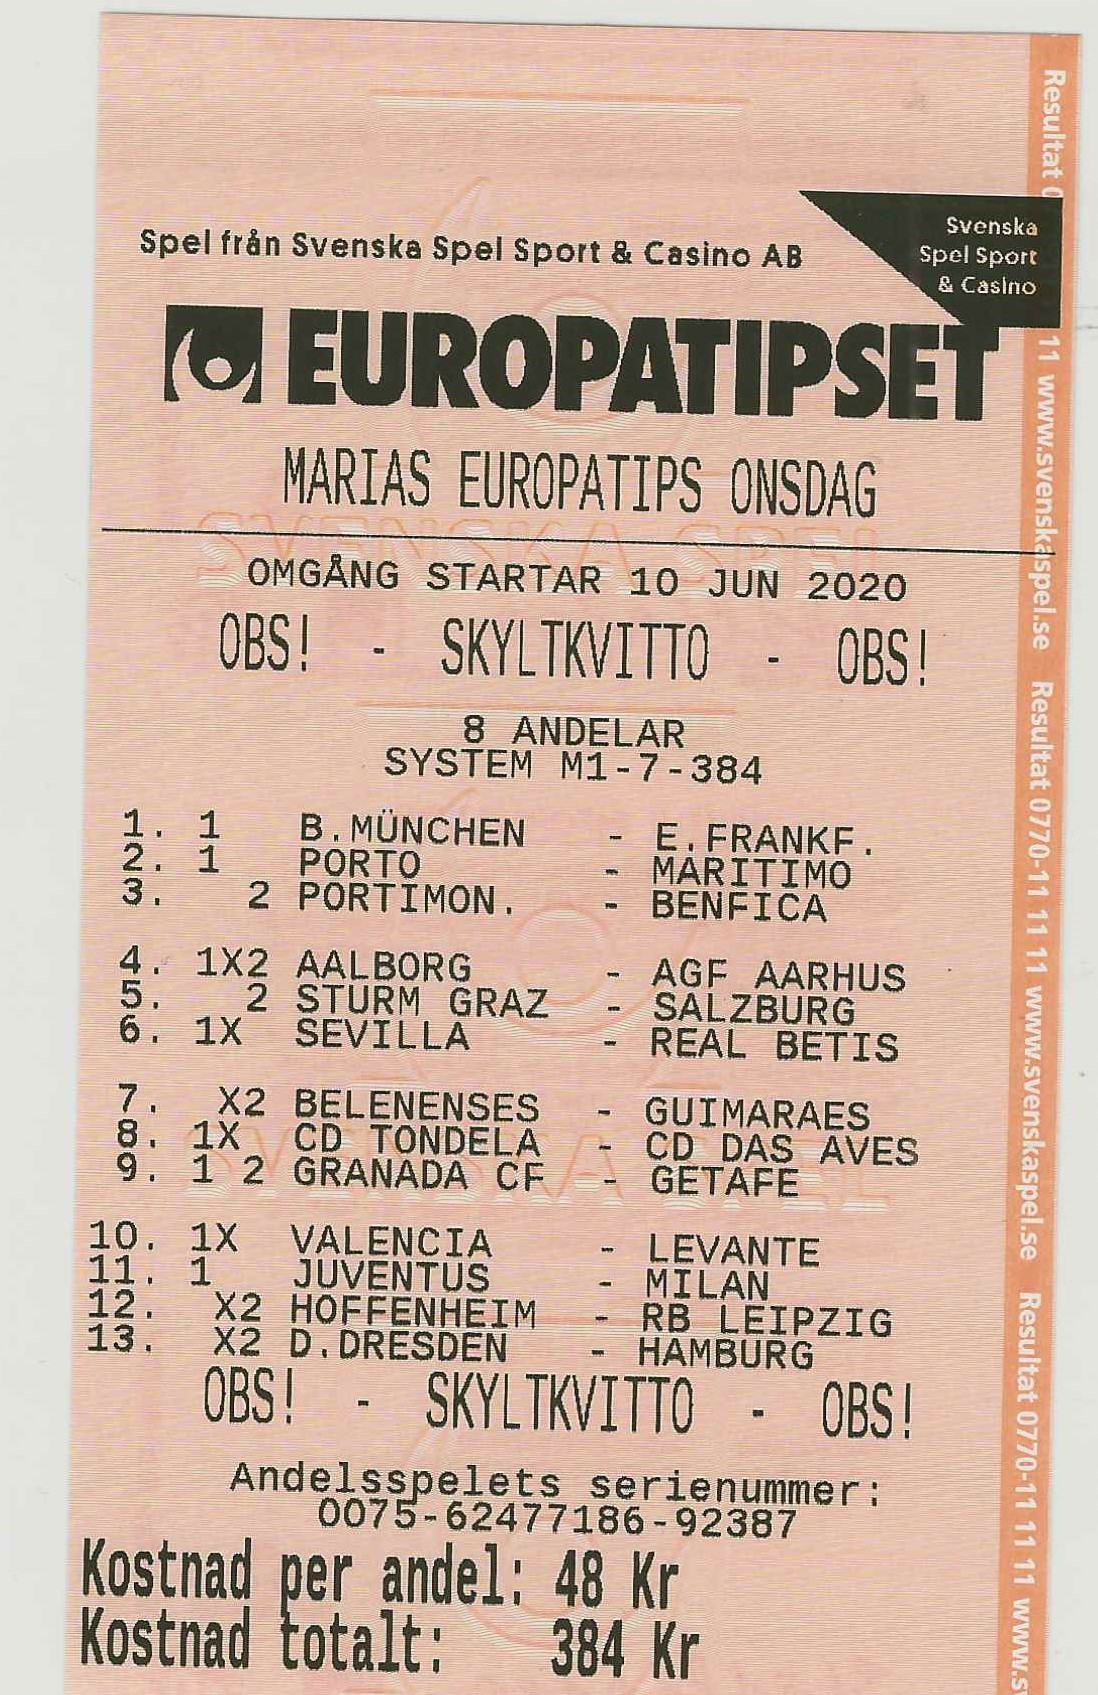 Svenska
Spel Sport
& Casino
Spel från Svenska Spel Sport & Casino AB
EUROPATIPSET
MARIAS EUROPATIPS ONSDAG
SVENSKA SPEL
OMGÅNG STARTAR 10 JUN 2020
OBS! - SKYLTKVITTO - OBS!
8 ANDELAR
SYSTEM M1-7-384
1. 1 B.MÜNCHEN - E.FRANKF.
2. 1 PORTO - MARITIMO
3. 2 PORTIMON. - BENFICA
4. 1X2 AALBORG - AGF AARHUS
5. 2 STURM GRAZ - SALZBURG
6. 1X SEVILLA - REAL BETIS
7. X2 BELENENSES - GUIMARAES
8. 1X CD TONDELA - CD DAS AVES
9. 1 2 GRANADA CF - GETAFE
SVENSKA SPEL
10. 1X VALENCIA - LEVANTE
11. 1 JUVENTUS - MILAN
12. X2 HOFFENHEIM - RB LEIPZIG
13. X2 D.DRESDEN - HAMBURG
OBS! - SKYLTKVITTO - OBS!
Andelsspelets serienummer:
0075-62477186-92387
Kostnad per andel: 48 Kr
Kostnad totalt: 384 Kr
Resultat 0 11 www.svenskaspel.se Resultat 0770-11 11 11 www.svenskaspel.se Resultat 0770-11 11 11 www.s